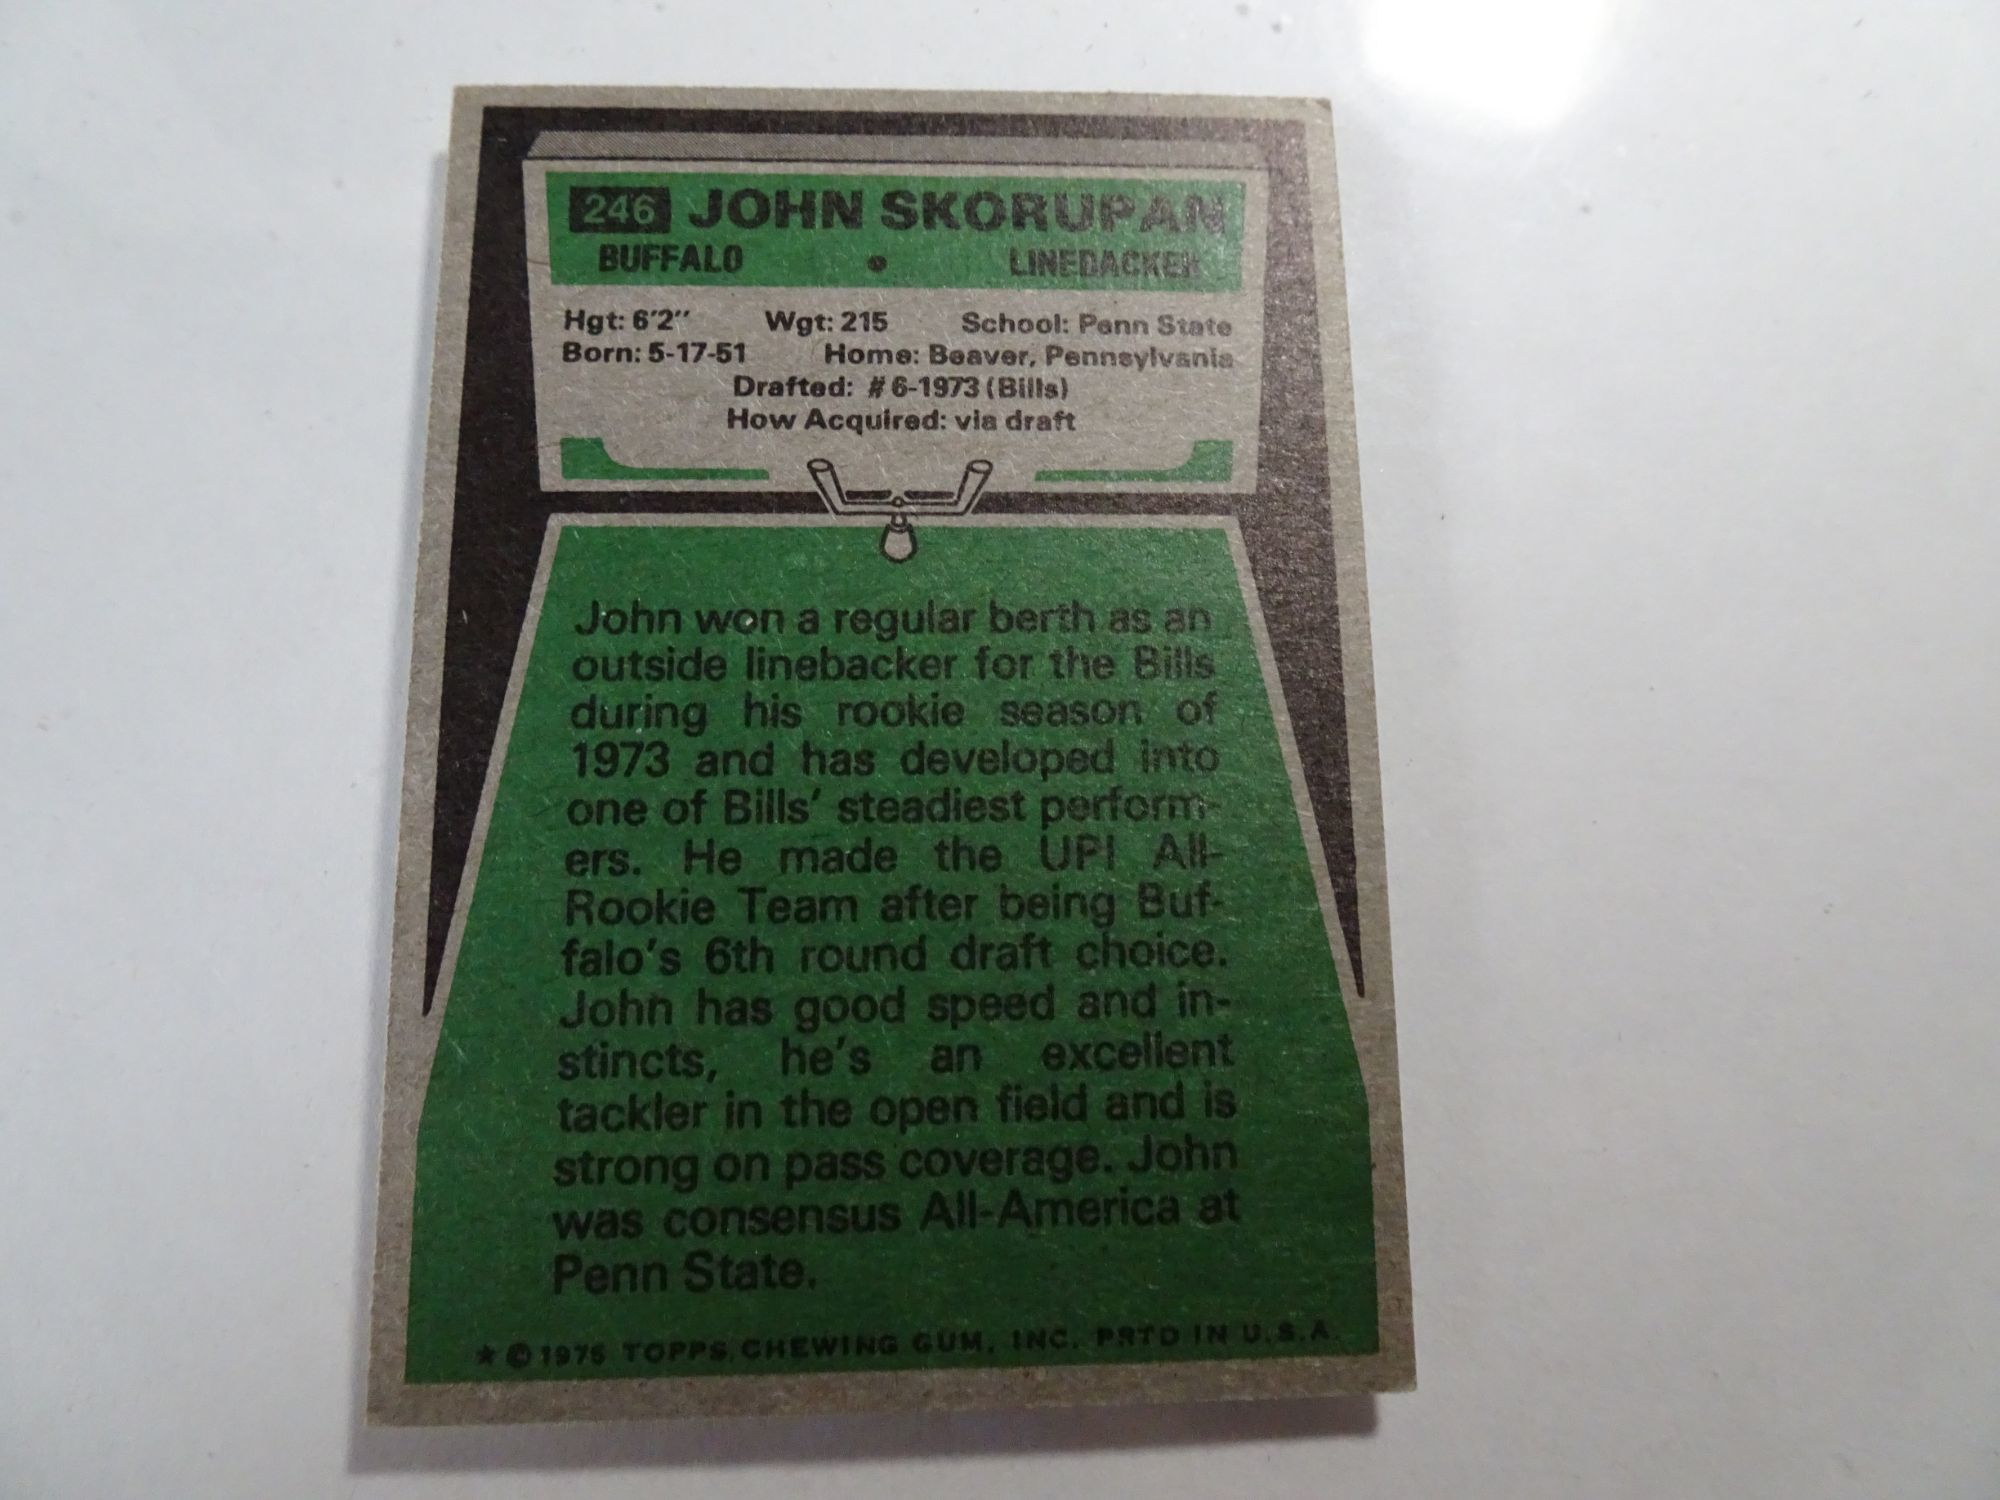 246 JOHN SKORUPAN
BUFFALO • LINEBACKER
Hgt: 6'2" Wgt: 215 School: Penn State
Born: 5-17-51 Home: Beaver, Pennsylvania
Drafted: #6-1973 (Bills)
How Acquired: via draft
John won a regular berth as an
outside linebacker for the Bills
during his rookie season of
1973 and has developed into
one of Bills' steadiest perform-
ers. He made the UPI All-
Rookie Team after being Buf-
falo's 6th round draft choice.
John has good speed and in-
stincts, he's an excellent
tackler in the open field and is
strong on pass coverage. John
was consensus All-America at
Penn State.
★ © 1975 TOPPS CHEWING GUM, INC. PRTD IN U.S.A.